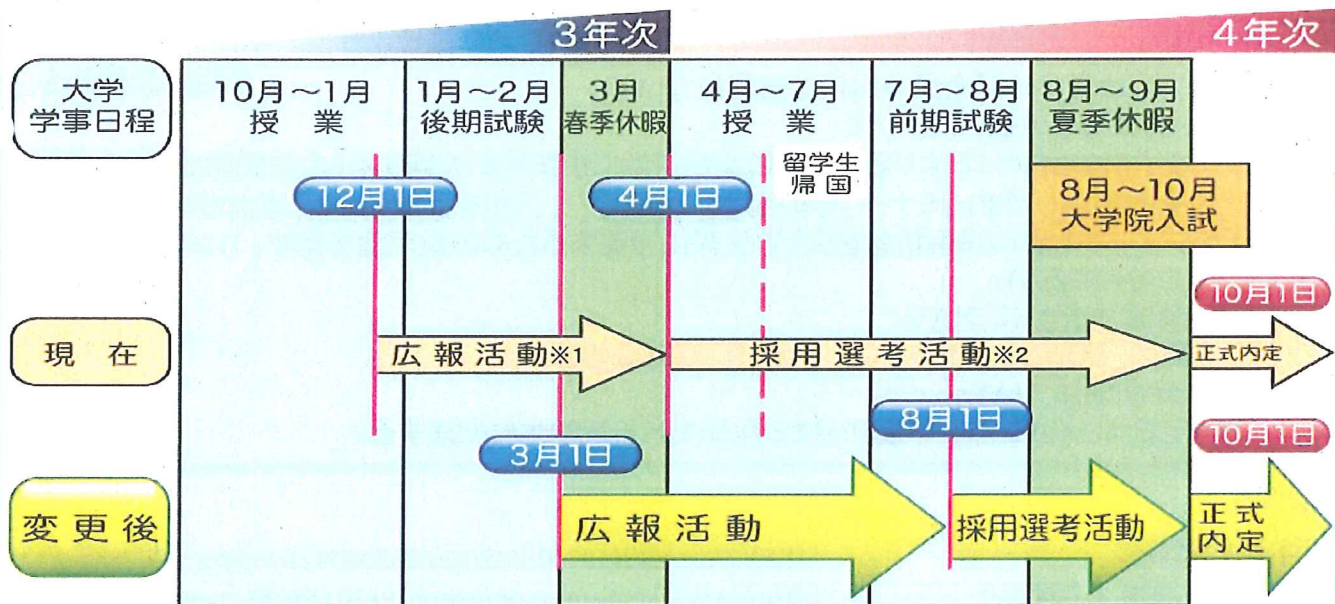 3年次
4年次
大学
学事日程
10月～1月
授　業
1月～2月
後期試験
3月
春季休暇
4月～7月
授　業
7月～8月
前期試験
8月～9月
夏季休暇
留学生
帰国
12月1日
4月1日
8月～10月
大学院入試
10月1日
現　在
広報活動※1
採用選考活動※2
正式内定
3月1日
8月1日
10月1日
変更後
広報活動
採用選考活動
正式
内定